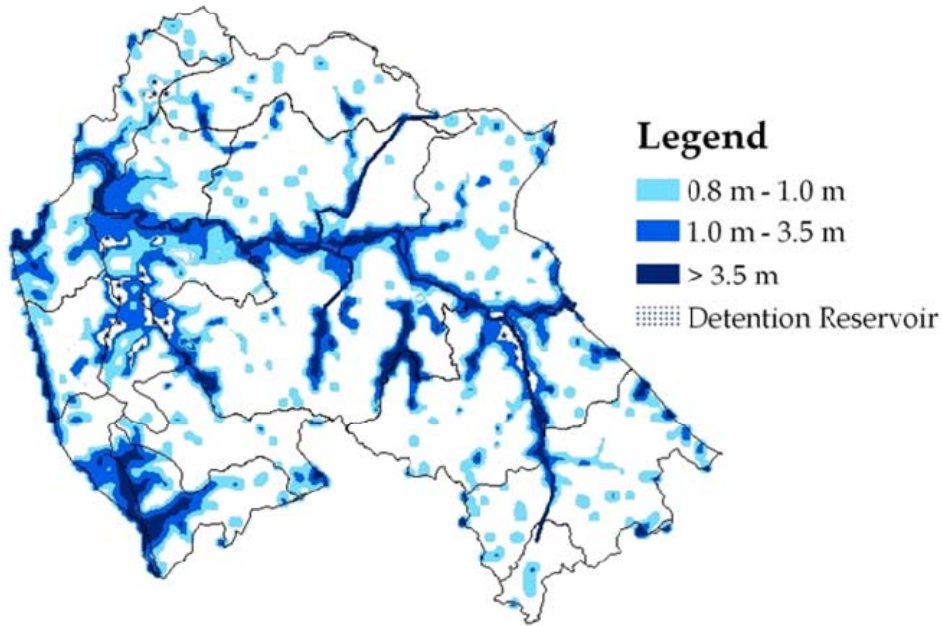 Legend
0.8 m - 1.0 m
1.0 m - 3.5 m
> 3.5 m
Detention Reservoir